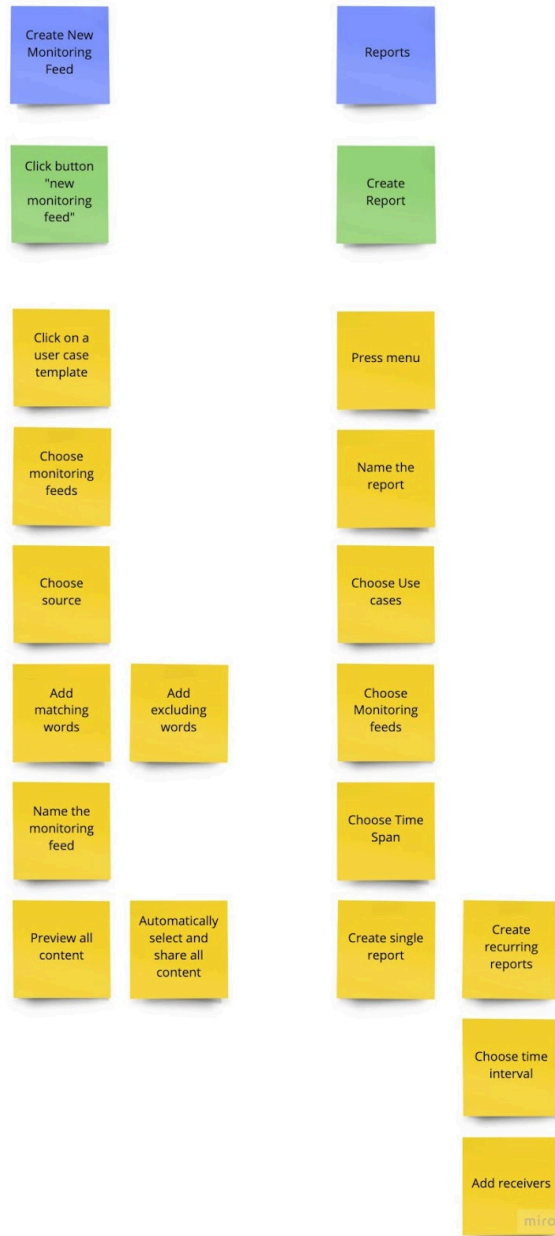 Create New
Monitoring
Feed
Reports
Click button
"new
monitoring
feed"
Create
Report
Click on a
user case
template
Press menu
Choose
monitoring
feeds
Name the
report
Choose
source
Choose Use
cases
Add
matching
words
Add
excluding
words
Choose
Monitoring
feeds
Name the
monitoring
feed
Choose Time
Span
Preview all
content
Automatically
select and
share all
content
Create single
report
Create
recurring
reports
Choose time
interval
Add receivers
miro